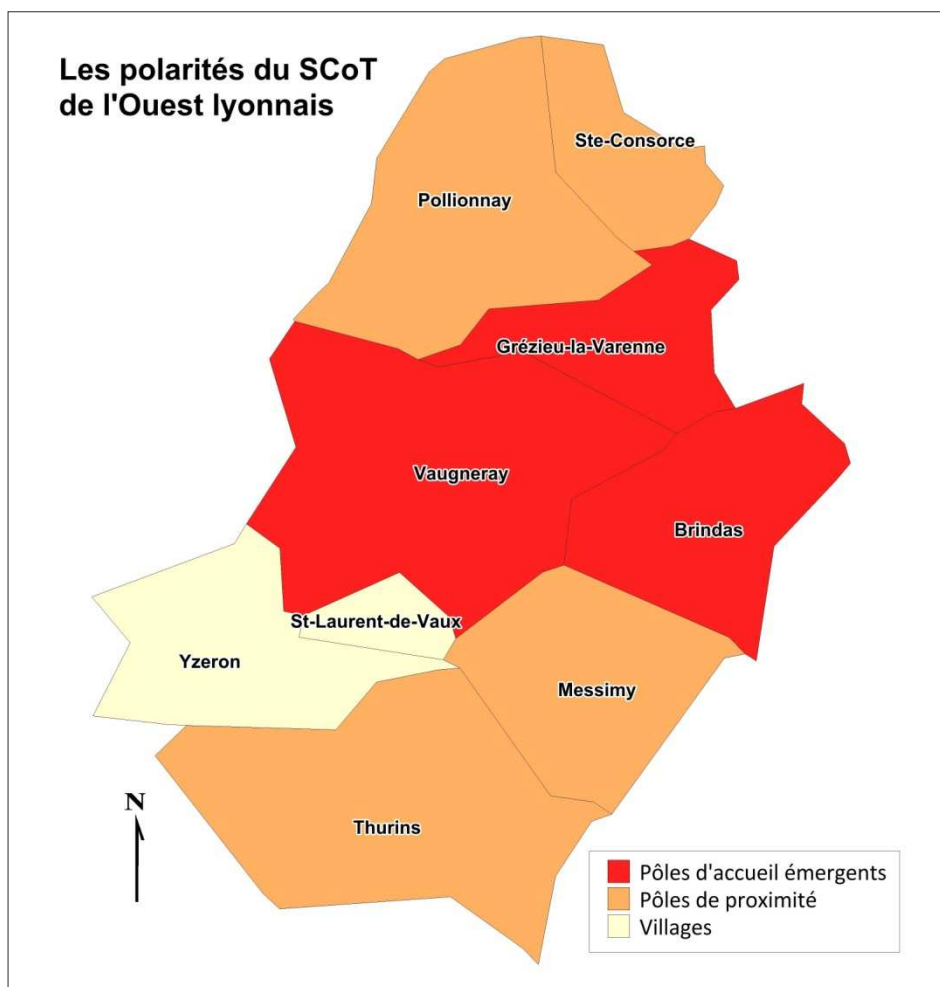 Les polarités du SCoT
de l'Ouest lyonnais
Ste-Consorce
Pollionnay
Grézieu-la-Varenne
Vaugneray
Brindas
St-Laurent-de-Vaux
Yzeron
Messimy
N
Thurins
Pôles d'accueil émergents
Pôles de proximité
Villages